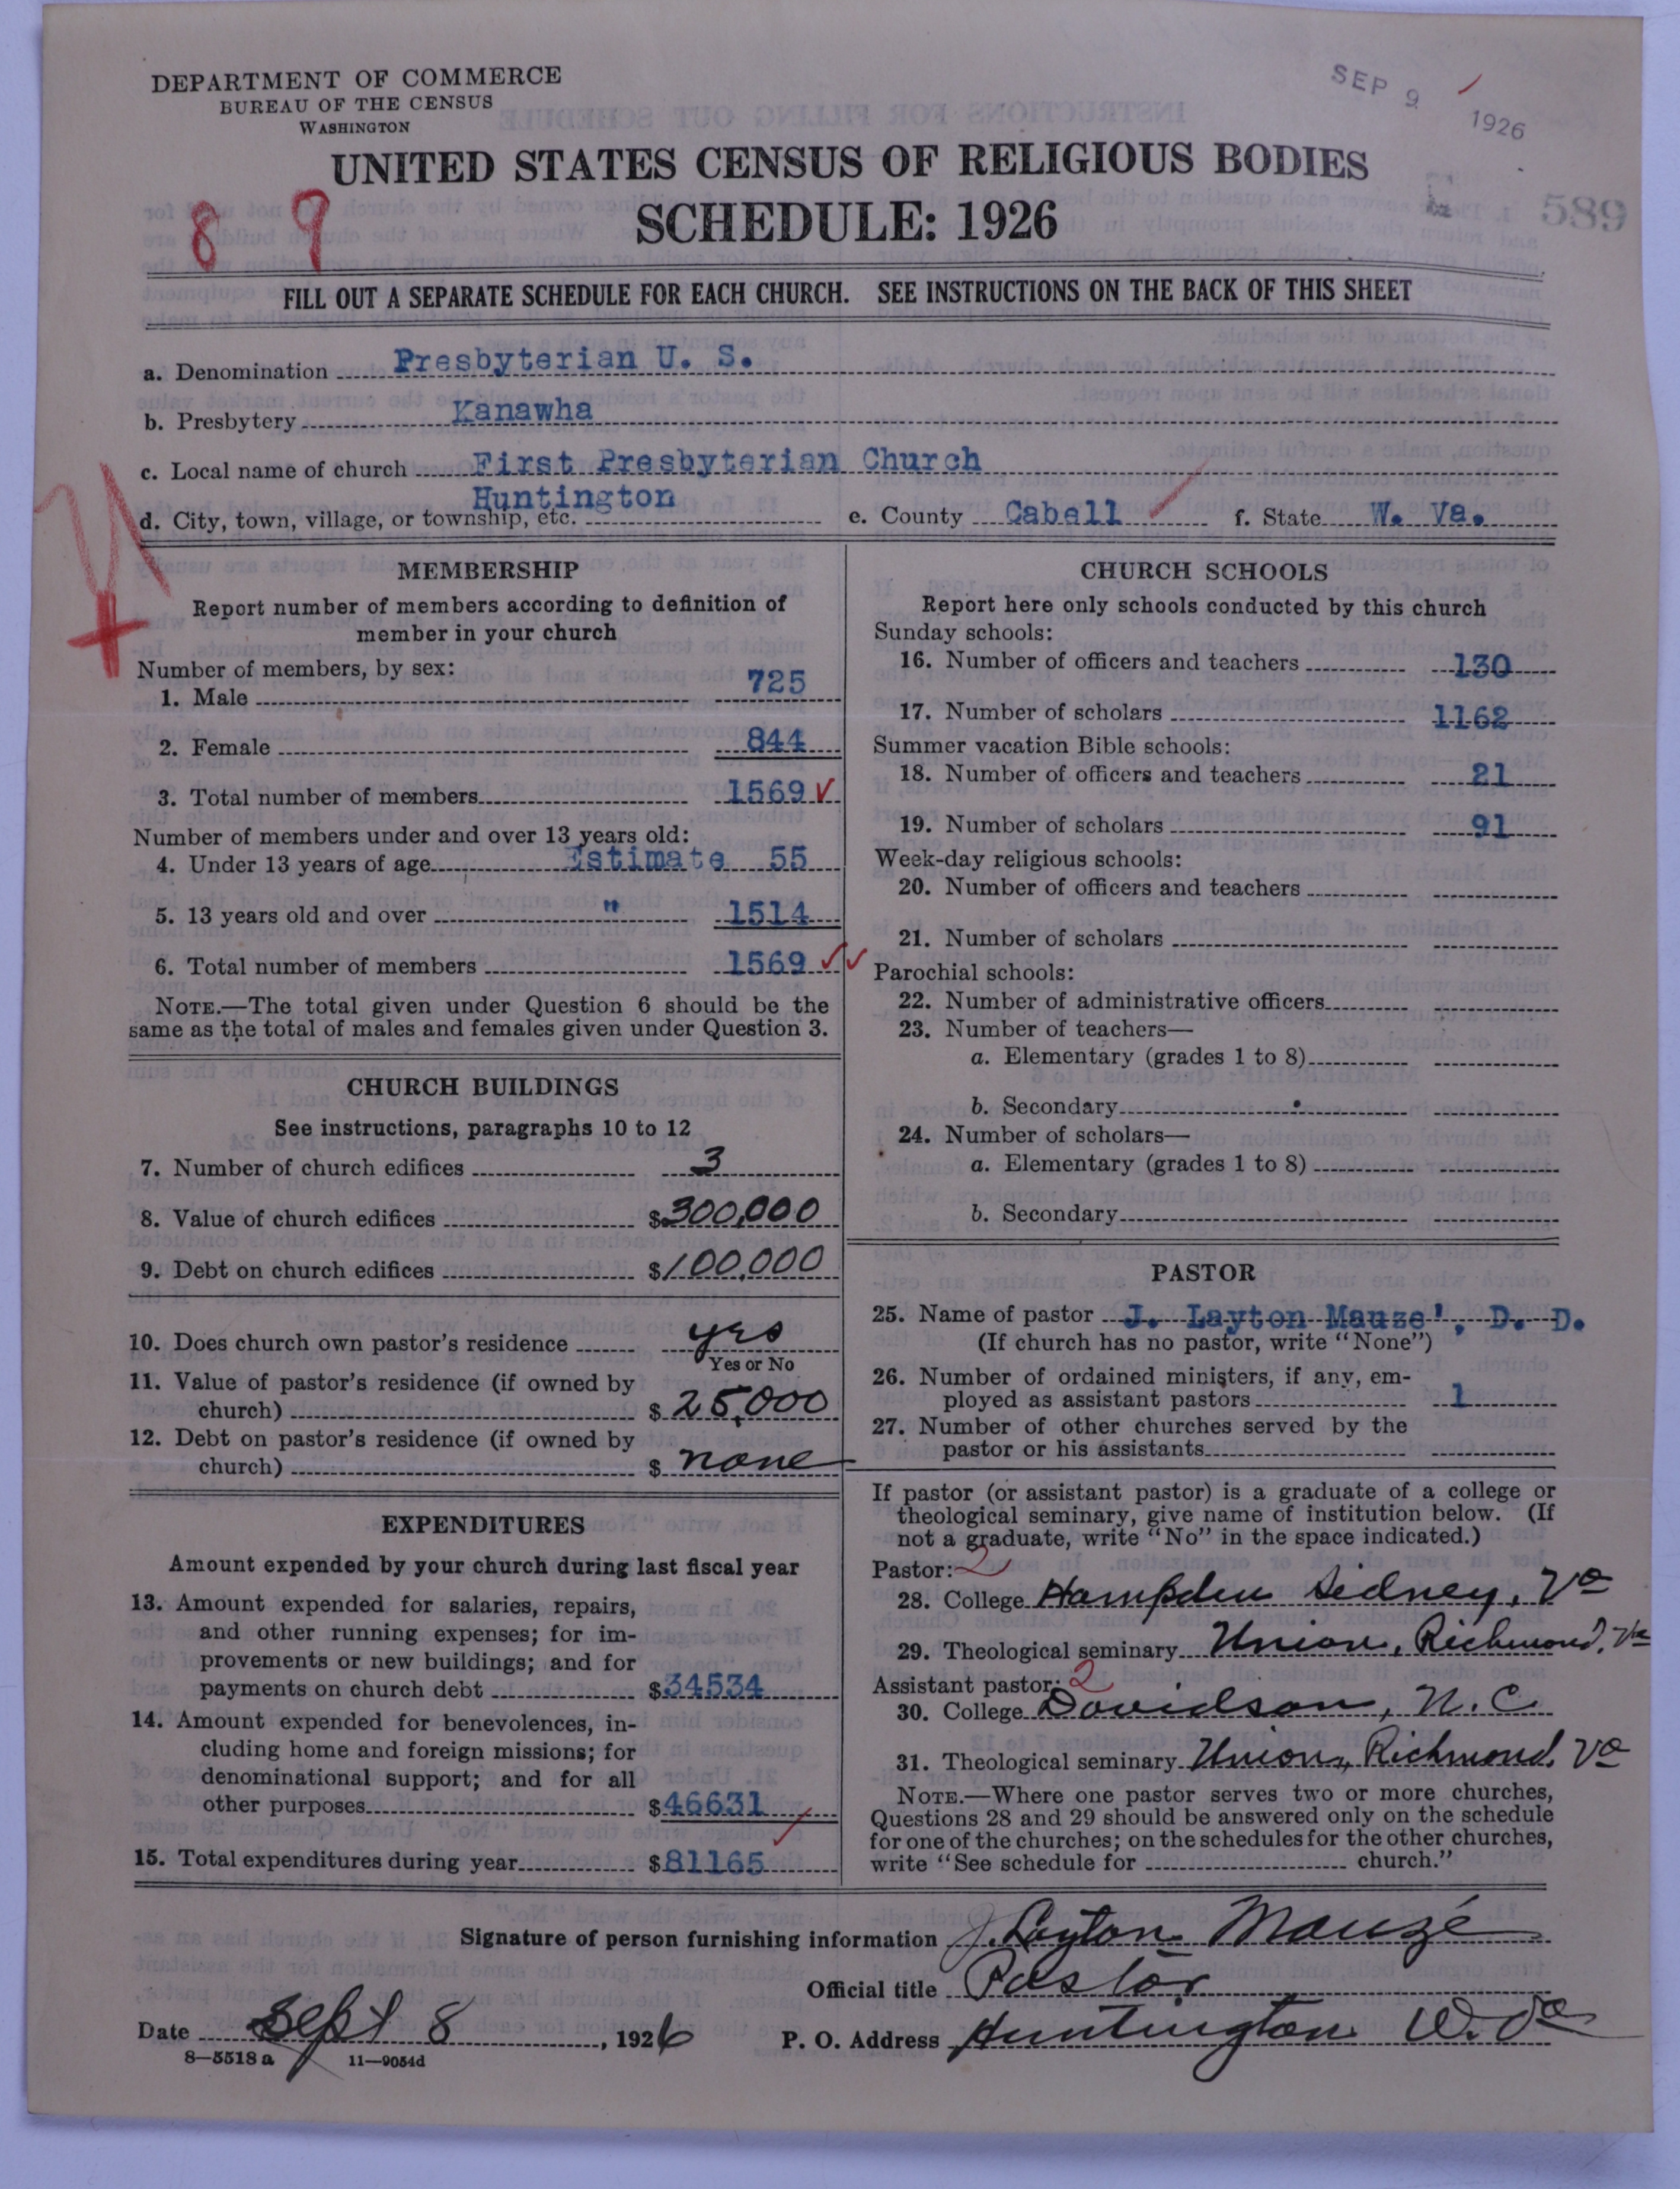 DEPARTMENT OF COMMERCE
BUREAU OF THE CENSUS
WASHINGTON
SEP 9 1926
UNITED STATES CENSUS OF RELIGIOUS BODIES
SCHEDULE: 1926
8 9
589
FILL OUT A SEPARATE SCHEDULE FOR EACH CHURCH. SEE INSTRUCTIONS ON THE BACK OF THIS SHEET
a. Denomination Presbyterian U. S.
b. Presbytery Kanawha
c. Local name of church First Presbyterian Church
d. City, town, village, or township, etc. Huntington e. County Cabell f. State W. Va.
MEMBERSHIP
Report number of members according to definition of
member in your church
Number of members, by sex:
1. Male 725
2. Female 844
3. Total number of members 1569
Number of members under and over 13 years old:
4. Under 13 years of age Estimate 55
5. 13 years old and over " 1514
6. Total number of members 1569
NOTE.—The total given under Question 6 should be the
same as the total of males and females given under Question 3.
CHURCH BUILDINGS
See instructions, paragraphs 10 to 12
7. Number of church edifices 3
8. Value of church edifices $300,000
9. Debt on church edifices $100,000
10. Does church own pastor's residence yes
Yes or No
11. Value of pastor's residence (if owned by
church) $25,000
12. Debt on pastor's residence (if owned by
church) $ none
EXPENDITURES
Amount expended by your church during last fiscal year
13. Amount expended for salaries, repairs,
and other running expenses; for im-
provements or new buildings; and for
payments on church debt $34534
14. Amount expended for benevolences, in-
cluding home and foreign missions; for
denominational support; and for all
other purposes $46631
15. Total expenditures during year $81165
CHURCH SCHOOLS
Report here only schools conducted by this church
Sunday schools:
16. Number of officers and teachers 130
17. Number of scholars 1162
Summer vacation Bible schools:
18. Number of officers and teachers 21
19. Number of scholars 91
Week-day religious schools:
20. Number of officers and teachers
21. Number of scholars
Parochial schools:
22. Number of administrative officers
23. Number of teachers—
a. Elementary (grades 1 to 8)
b. Secondary
24. Number of scholars—
a. Elementary (grades 1 to 8)
b. Secondary
PASTOR
25. Name of pastor J. Layton Mauze', D. D.
(If church has no pastor, write "None")
26. Number of ordained ministers, if any, em-
ployed as assistant pastors 1
27. Number of other churches served by the
pastor or his assistants
If pastor (or assistant pastor) is a graduate of a college or
theological seminary, give name of institution below. (If
not a graduate, write "No" in the space indicated.)
Pastor: 2
28. College Hampden Sidney, Va
29. Theological seminary Union, Richmond, Va
Assistant pastor: 2
30. College Davidson, N.C.
31. Theological seminary Union, Richmond, Va
NOTE.—Where one pastor serves two or more churches,
Questions 28 and 29 should be answered only on the schedule
for one of the churches; on the schedules for the other churches,
write "See schedule for church."
Signature of person furnishing information J. Layton Mauzé
Official title Pastor
Date Sept 8, 1926 P. O. Address Huntington W. Va
8—5518 a 11—9054d